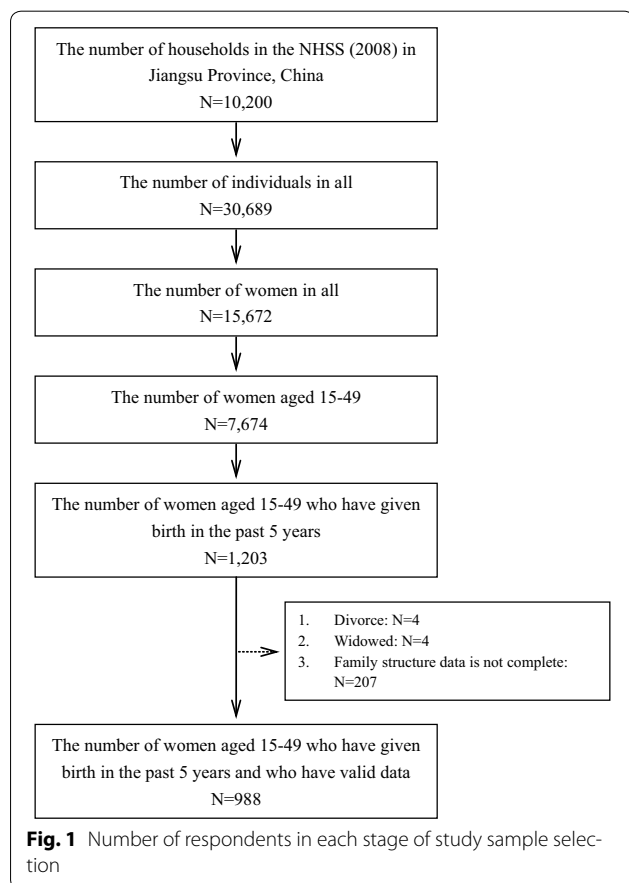 The number of households in the NHSS (2008) in
Jiangsu Province, China
N=10,200
The number of individuals in all
N=30,689
The number of women in all
N=15,672
The number of women aged 15-49
N=7,674
The number of women aged 15-49 who have given
birth in the past 5 years
N=1,203
1. Divorce: N=4
2. Widowed: N=4
3. Family structure data is not complete:
N=207
The number of women aged 15-49 who have given
birth in the past 5 years and who have valid data
N=988
Fig. 1 Number of respondents in each stage of study sample selec-
tion